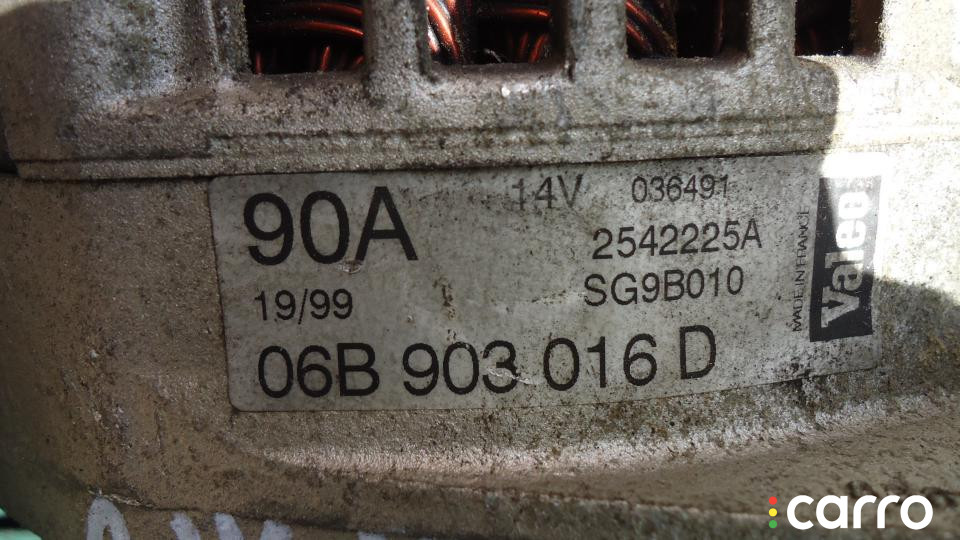 90A 14V 036491
2542225A
19/99 SG9B010
06B 903 016 D
MADE IN FRANCE
Valeo
carro